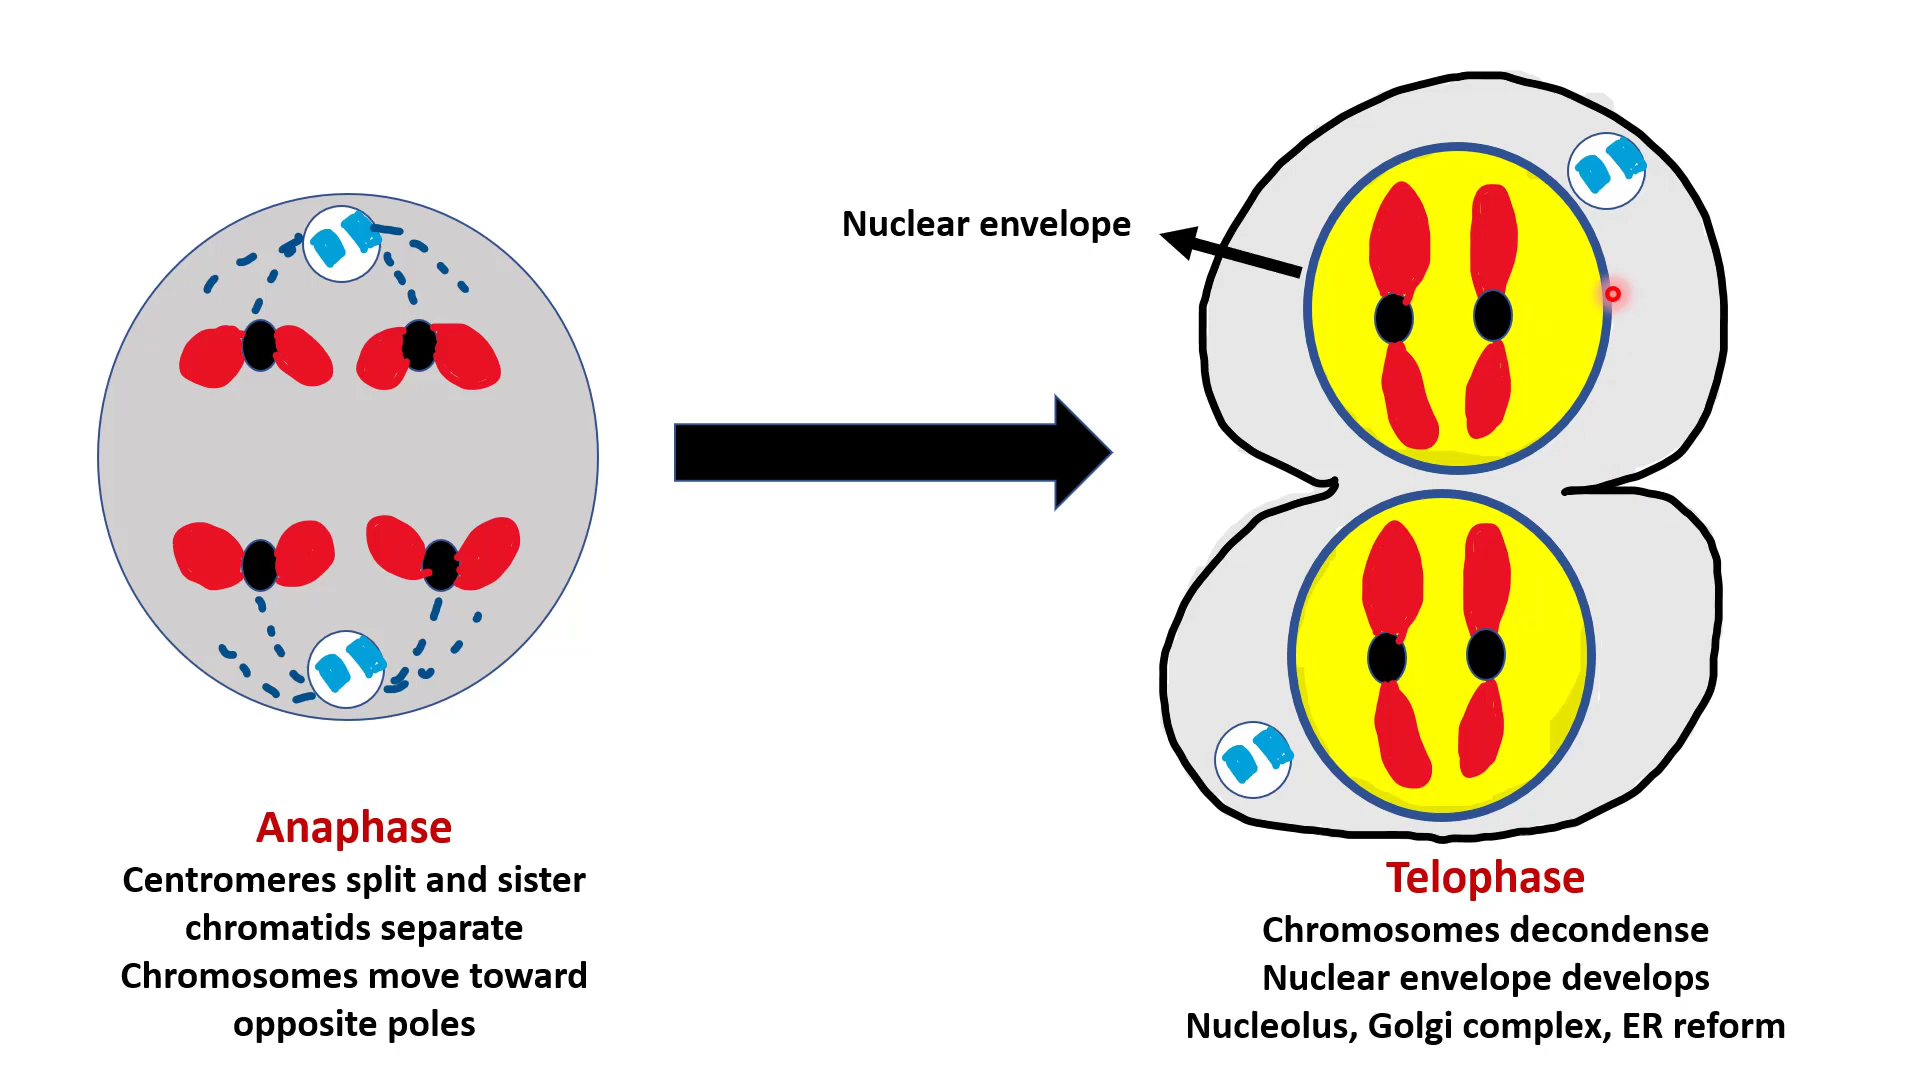 Nuclear envelope
Anaphase
Centromeres split and sister
chromatids separate
Chromosomes move toward
opposite poles
Telophase
Chromosomes decondense
Nuclear envelope develops
Nucleolus, Golgi complex, ER reform